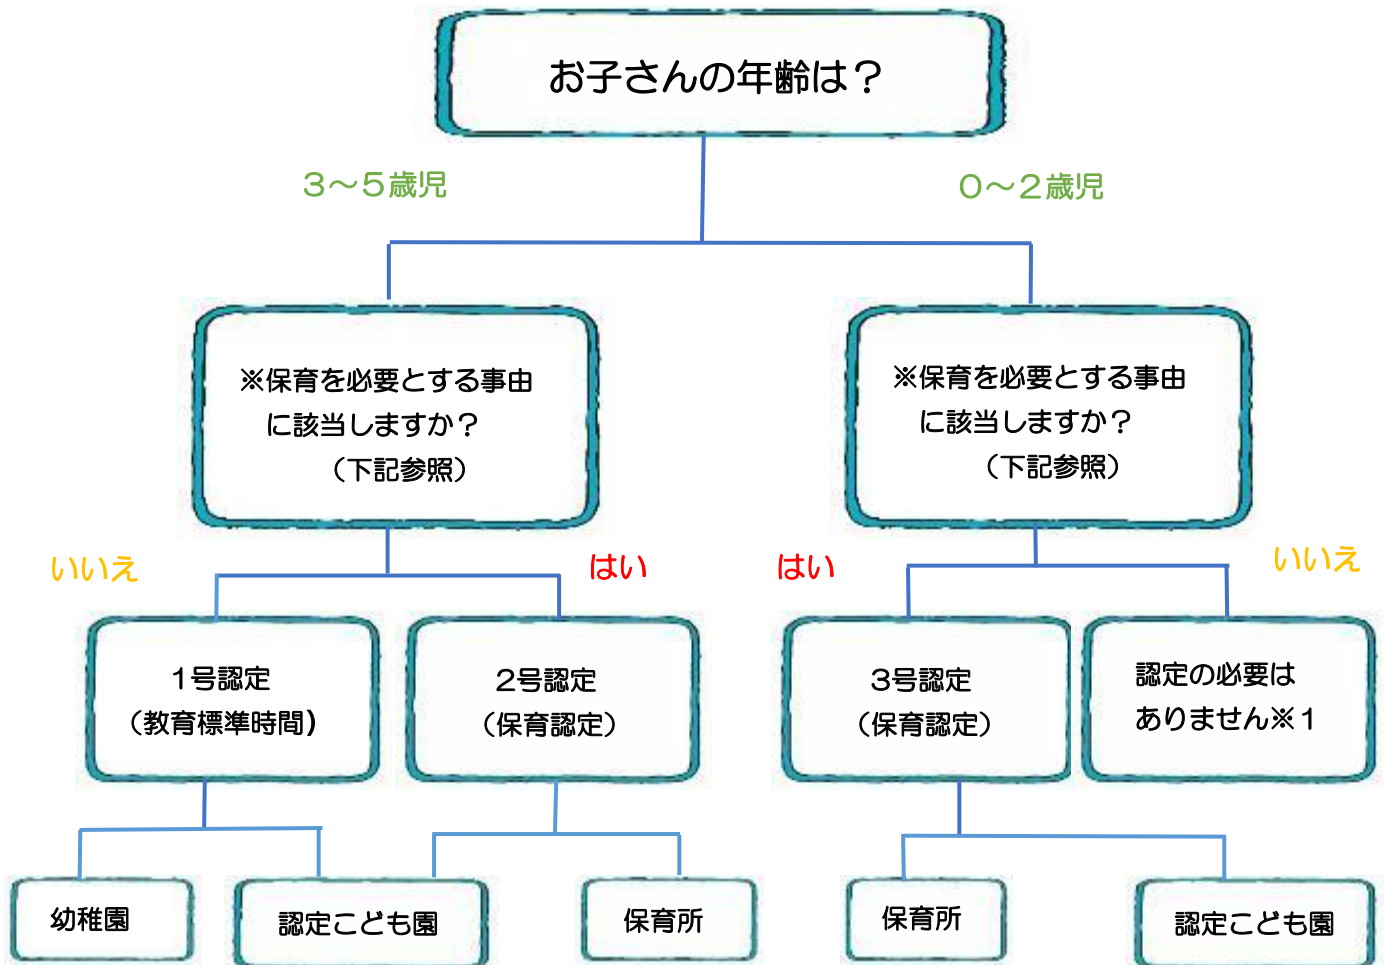 お子さんの年齢は？
3～5歳児
0～2歳児
※保育を必要とする事由
に該当しますか？
（下記参照）
※保育を必要とする事由
に該当しますか？
（下記参照）
いいえ
はい
はい
いいえ
1号認定
（教育標準時間）
2号認定
（保育認定）
3号認定
（保育認定）
認定の必要は
ありません※1
幼稚園
認定こども園
保育所
保育所
認定こども園